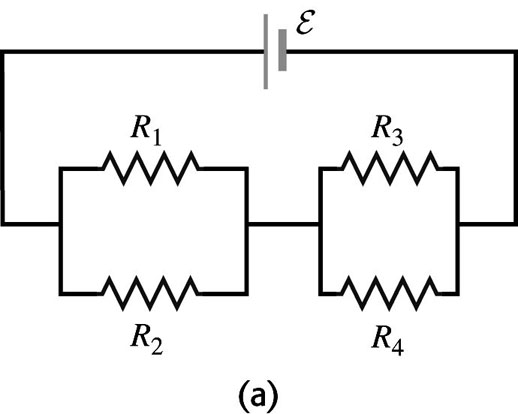 ℰ
R₁ R₃
R₂ R₄
(a)